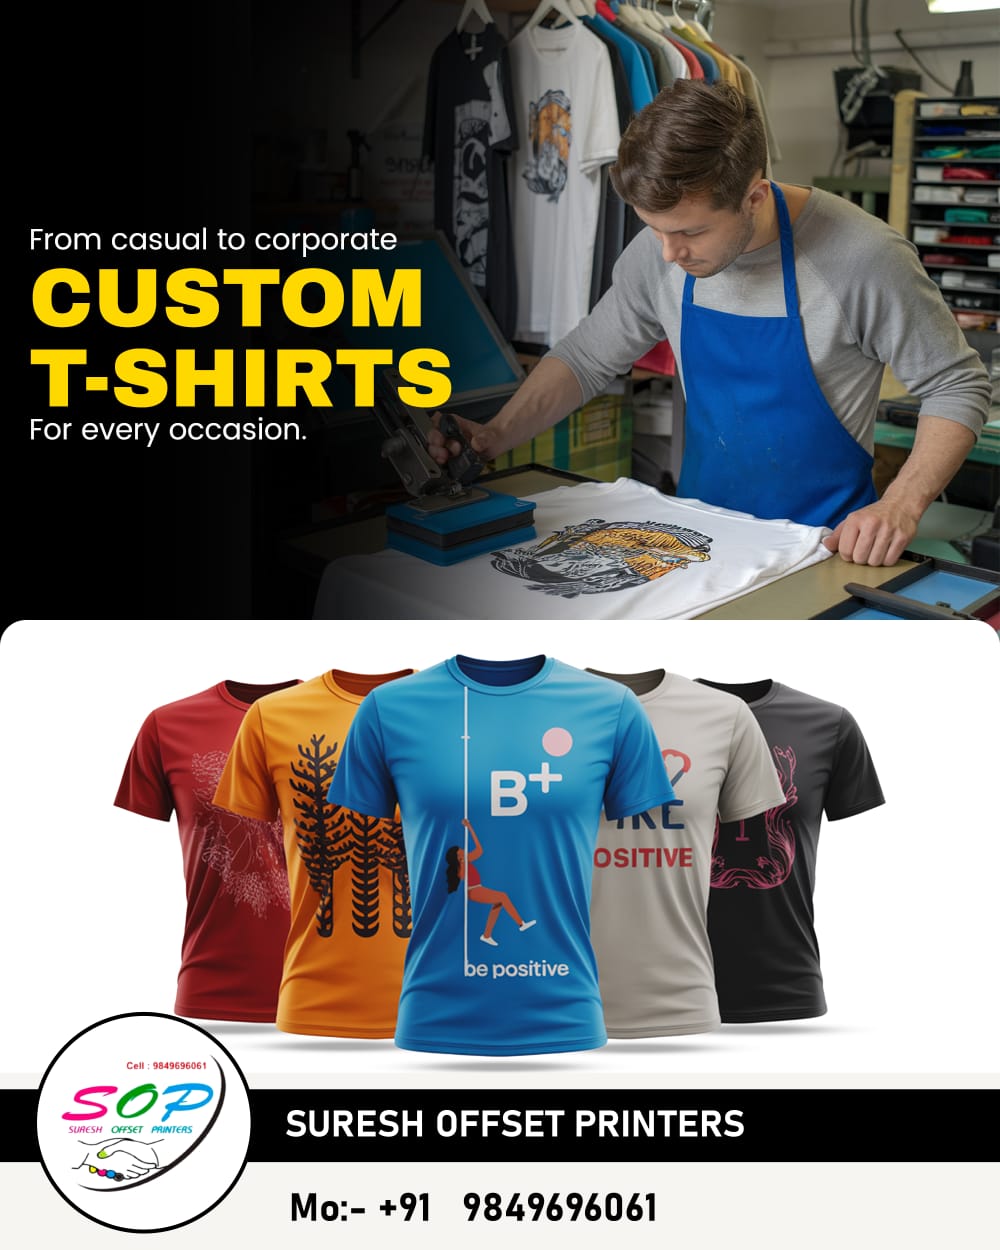 From casual to corporate
CUSTOM
T-SHIRTS
For every occasion.
B+
be positive
OSITIVE
Cell : 9849696061
SOP
SURESH OFFSET PRINTERS
SURESH OFFSET PRINTERS
Mo:- +91 9849696061